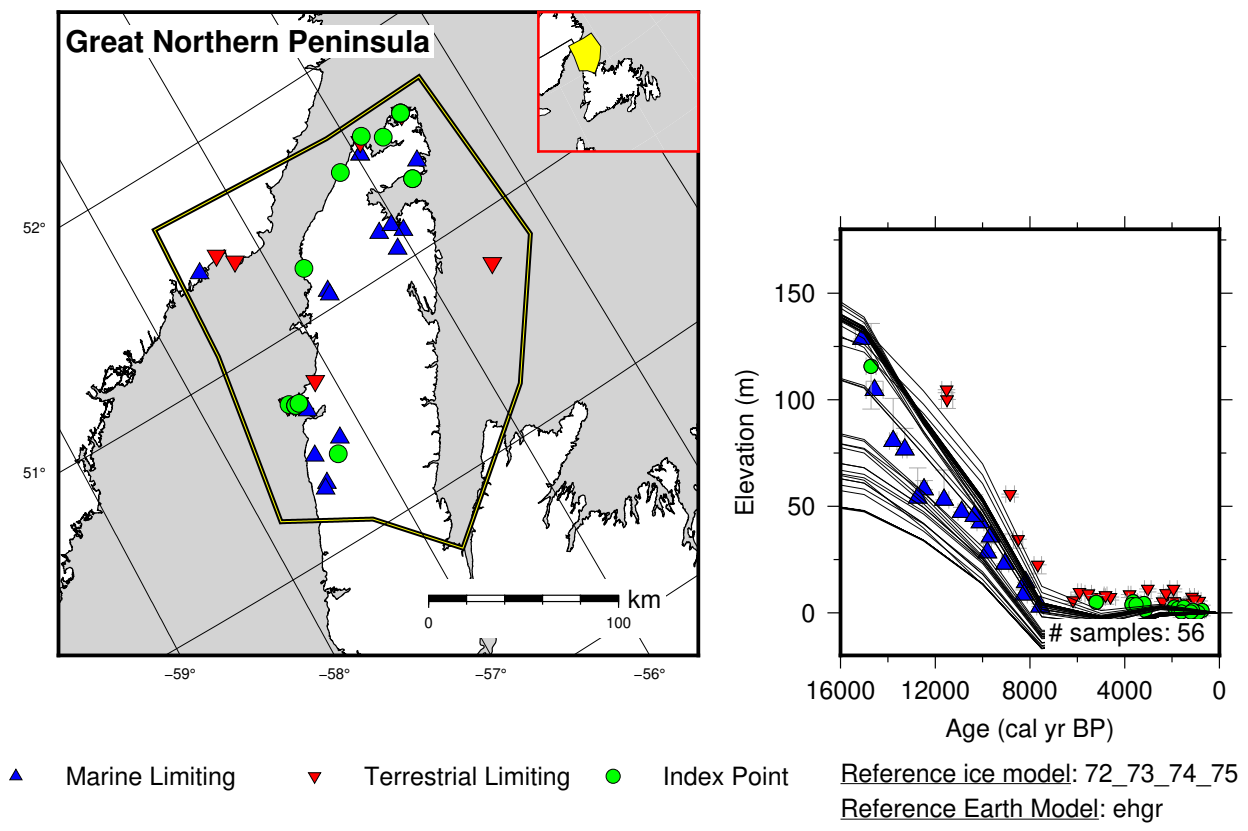 Great Northern Peninsula
52°
51°
km
0 100
−59° −58° −57° −56°
Elevation (m)
150
100
50
0
# samples: 56
16000 12000 8000 4000 0
Age (cal yr BP)
Marine Limiting Terrestrial Limiting Index Point
Reference ice model: 72_73_74_75
Reference Earth Model: ehgr